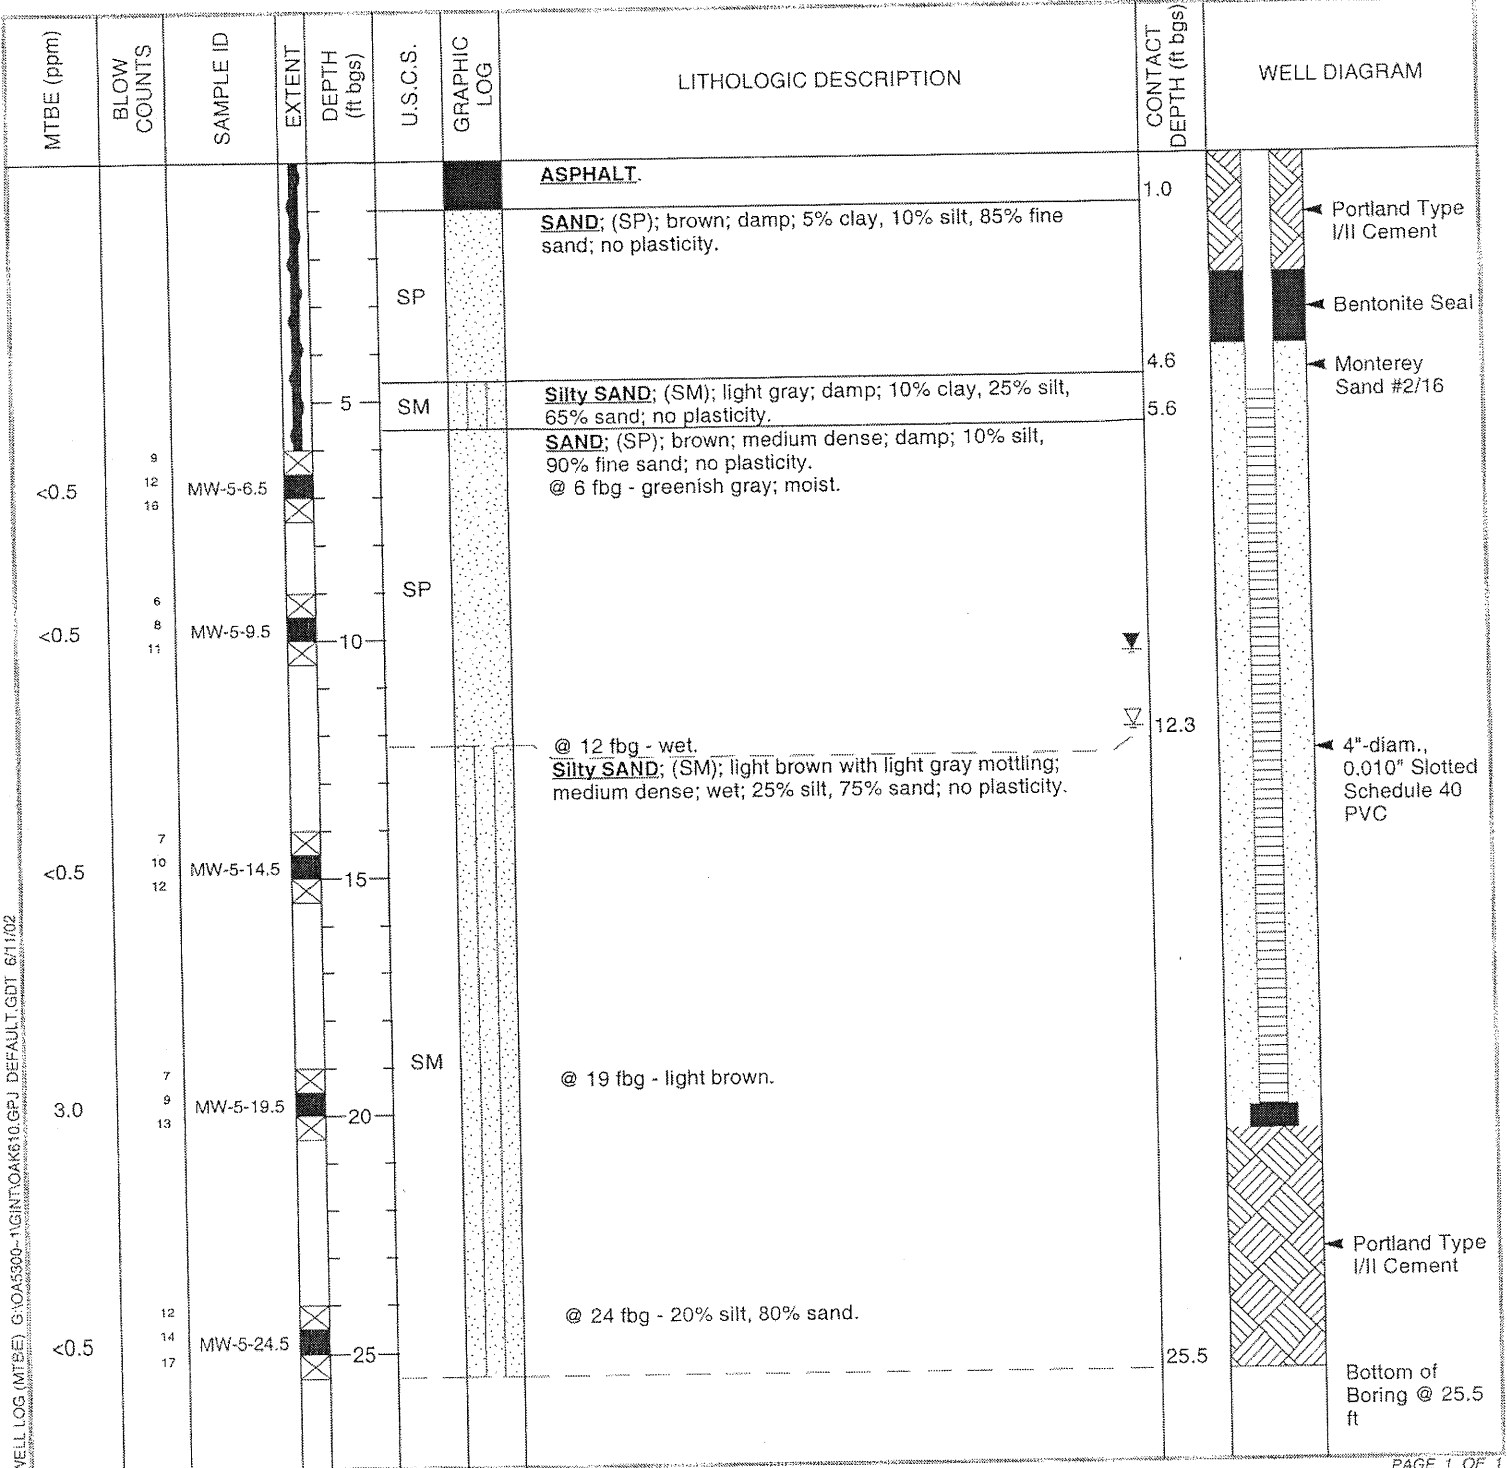 MTBE (ppm)
BLOW
COUNTS
SAMPLE ID
EXTENT
DEPTH
(ft bgs)
U.S.C.S.
GRAPHIC
LOG
LITHOLOGIC DESCRIPTION
CONTACT
DEPTH (ft bgs)
WELL DIAGRAM
ASPHALT.
1.0
SAND; (SP); brown; damp; 5% clay, 10% silt, 85% fine
sand; no plasticity.
Portland Type
I/II Cement
SP
Bentonite Seal
4.6
Monterey
Sand #2/16
5
SM
Silty SAND; (SM); light gray; damp; 10% clay, 25% silt,
65% sand; no plasticity.
5.6
SAND; (SP); brown; medium dense; damp; 10% silt,
90% fine sand; no plasticity.
@ 6 fbg - greenish gray; moist.
<0.5
9
12
16
MW-5-6.5
SP
<0.5
6
8
11
MW-5-9.5
10
12.3
@ 12 fbg - wet.
Silty SAND; (SM); light brown with light gray mottling;
medium dense; wet; 25% silt, 75% sand; no plasticity.
4"-diam.,
0.010" Slotted
Schedule 40
PVC
<0.5
7
10
12
MW-5-14.5
15
SM
@ 19 fbg - light brown.
3.0
7
9
13
MW-5-19.5
20
Portland Type
I/II Cement
@ 24 fbg - 20% silt, 80% sand.
<0.5
12
14
17
MW-5-24.5
25
25.5
Bottom of
Boring @ 25.5
ft
WELL LOG (MTBE) G:\OA5300~1\GINT\OAK610.GPJ DEFAULT.GDT 6/11/02
PAGE 1 OF 1